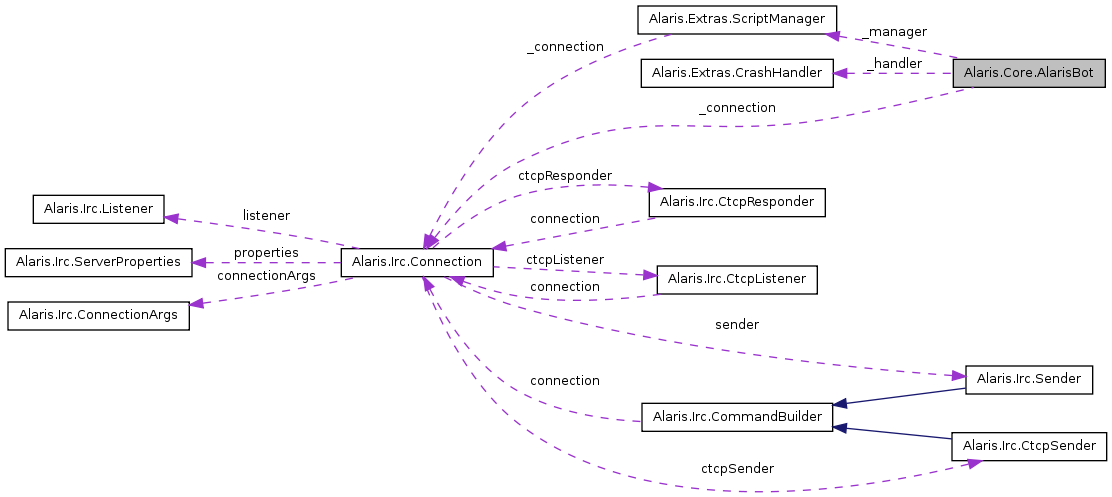 Alaris.Extras.ScriptManager
_manager
_connection
Alaris.Extras.CrashHandler
_handler
Alaris.Core.AlarisBot
_connection
ctcpResponder
Alaris.Irc.CtcpResponder
Alaris.Irc.Listener
listener
connection
properties
Alaris.Irc.ServerProperties
Alaris.Irc.Connection
ctcpListener
connectionArgs
Alaris.Irc.CtcpListener
connection
Alaris.Irc.ConnectionArgs
sender
connection
Alaris.Irc.Sender
Alaris.Irc.CommandBuilder
Alaris.Irc.CtcpSender
ctcpSender